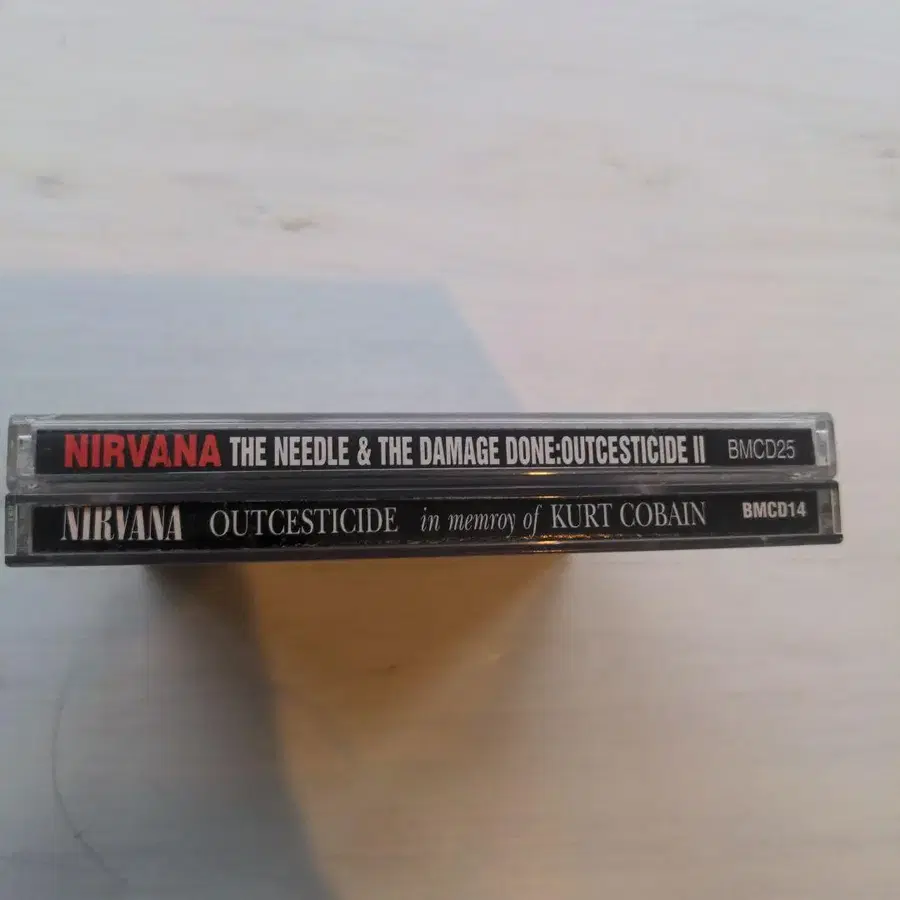 NIRVANA THE NEEDLE & THE DAMAGE DONE:OUTCESTICIDE II BMCD25
NIRVANA OUTCESTICIDE in memroy of KURT COBAIN BMCD14